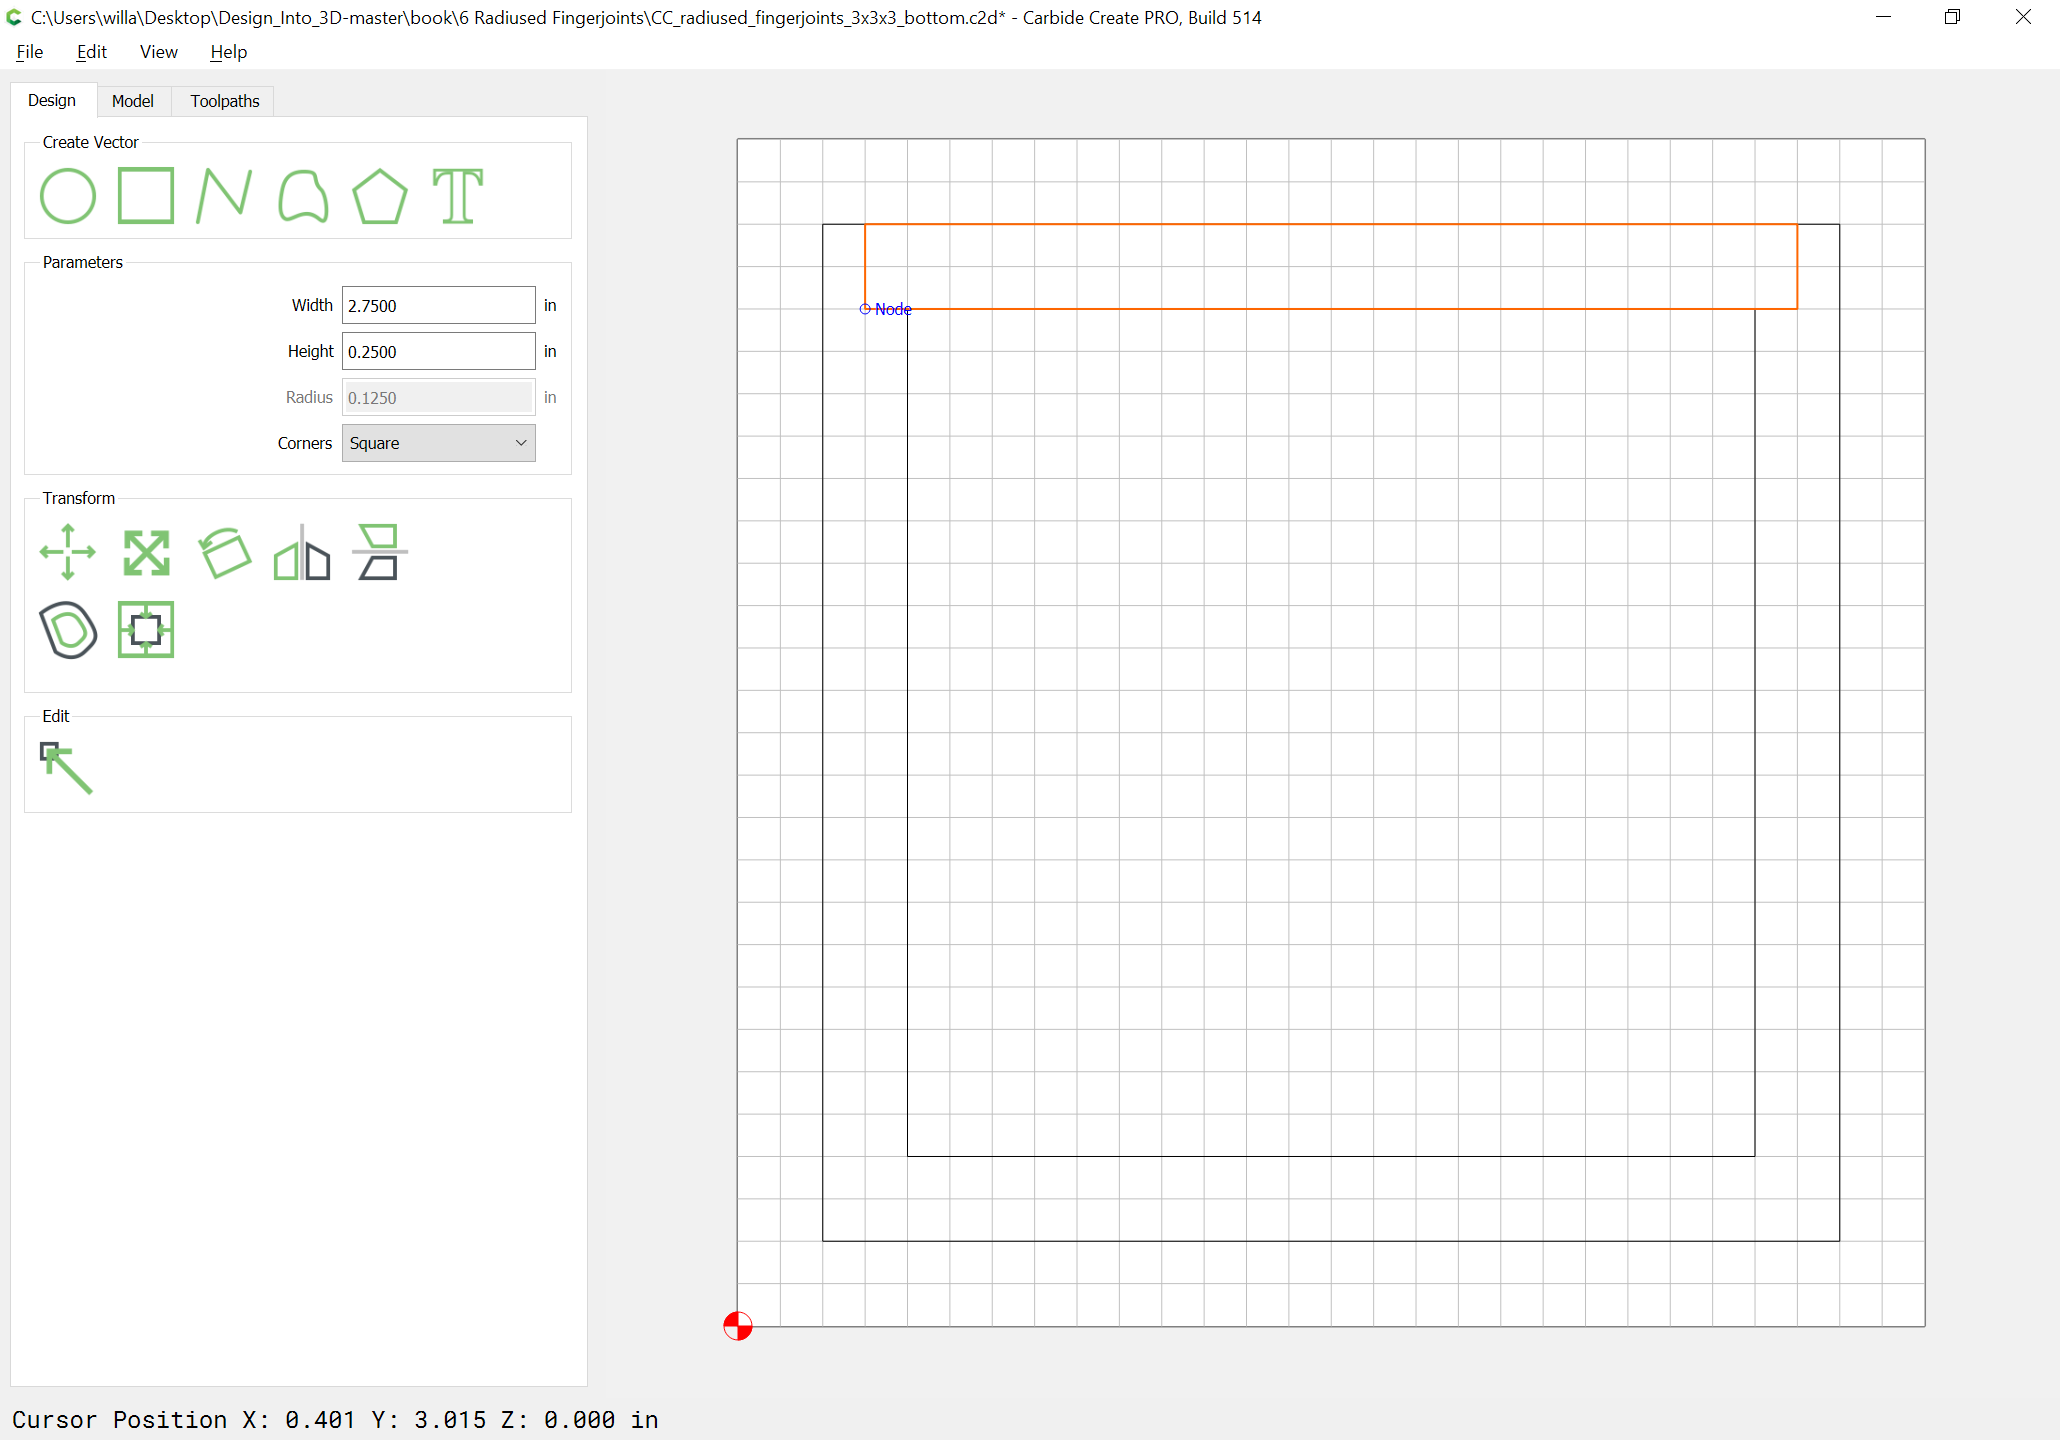 C:\Users\willa\Desktop\Design_Into_3D-master\book\6 Radiused Fingerjoints\CC_radiused_fingerjoints_3x3x3_bottom.c2d* - Carbide Create PRO, Build 514
File Edit View Help
Design Model Toolpaths
Create Vector
Parameters
Width 2.7500 in
Height 0.2500 in
Radius 0.1250 in
Corners Square
Transform
Edit
Node
Cursor Position X: 0.401 Y: 3.015 Z: 0.000 in